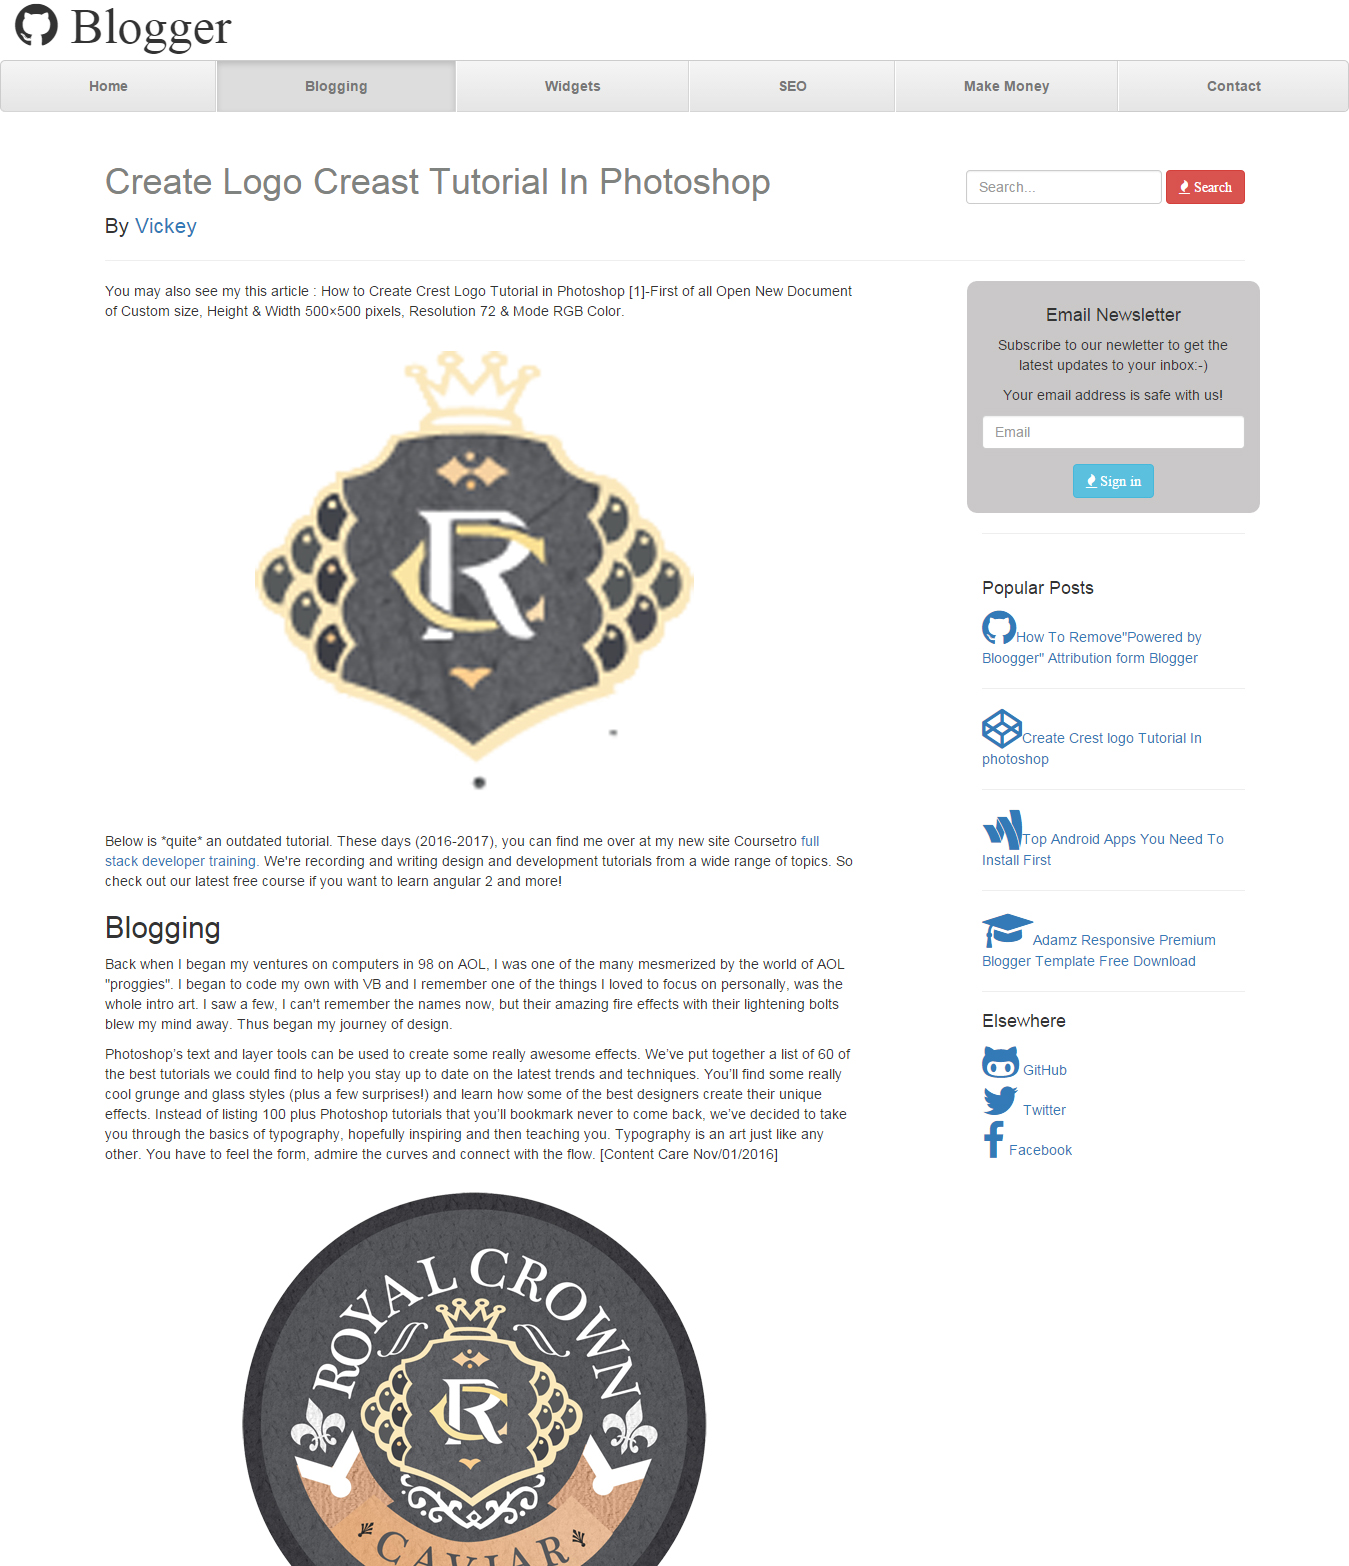 Blogger
Home
Blogging
Widgets
SEO
Make Money
Contact
Create Logo Creast Tutorial In Photoshop
By Vickey
Search...
Search
You may also see my this article : How to Create Crest Logo Tutorial in Photoshop [1]-First of all Open New Document
of Custom size, Height & Width 500×500 pixels, Resolution 72 & Mode RGB Color.
RC
Below is *quite* an outdated tutorial. These days (2016-2017), you can find me over at my new site Coursetro full
stack developer training. We're recording and writing design and development tutorials from a wide range of topics. So
check out our latest free course if you want to learn angular 2 and more!
Blogging
Back when I began my ventures on computers in 98 on AOL, I was one of the many mesmerized by the world of AOL
"proggies". I began to code my own with VB and I remember one of the things I loved to focus on personally, was the
whole intro art. I saw a few, I can't remember the names now, but their amazing fire effects with their lightening bolts
blew my mind away. Thus began my journey of design.
Photoshop’s text and layer tools can be used to create some really awesome effects. We’ve put together a list of 60 of
the best tutorials we could find to help you stay up to date on the latest trends and techniques. You’ll find some really
cool grunge and glass styles (plus a few surprises!) and learn how some of the best designers create their unique
effects. Instead of listing 100 plus Photoshop tutorials that you’ll bookmark never to come back, we’ve decided to take
you through the basics of typography, hopefully inspiring and then teaching you. Typography is an art just like any
other. You have to feel the form, admire the curves and connect with the flow. [Content Care Nov/01/2016]
ROYAL CROWN
RC
CAVIAR
Email Newsletter
Subscribe to our newletter to get the
latest updates to your inbox:-)
Your email address is safe with us!
Email
Sign in
Popular Posts
How To Remove"Powered by
Bloogger" Attribution form Blogger
Create Crest logo Tutorial In
photoshop
Top Android Apps You Need To
Install First
Adamz Responsive Premium
Blogger Template Free Download
Elsewhere
GitHub
Twitter
Facebook